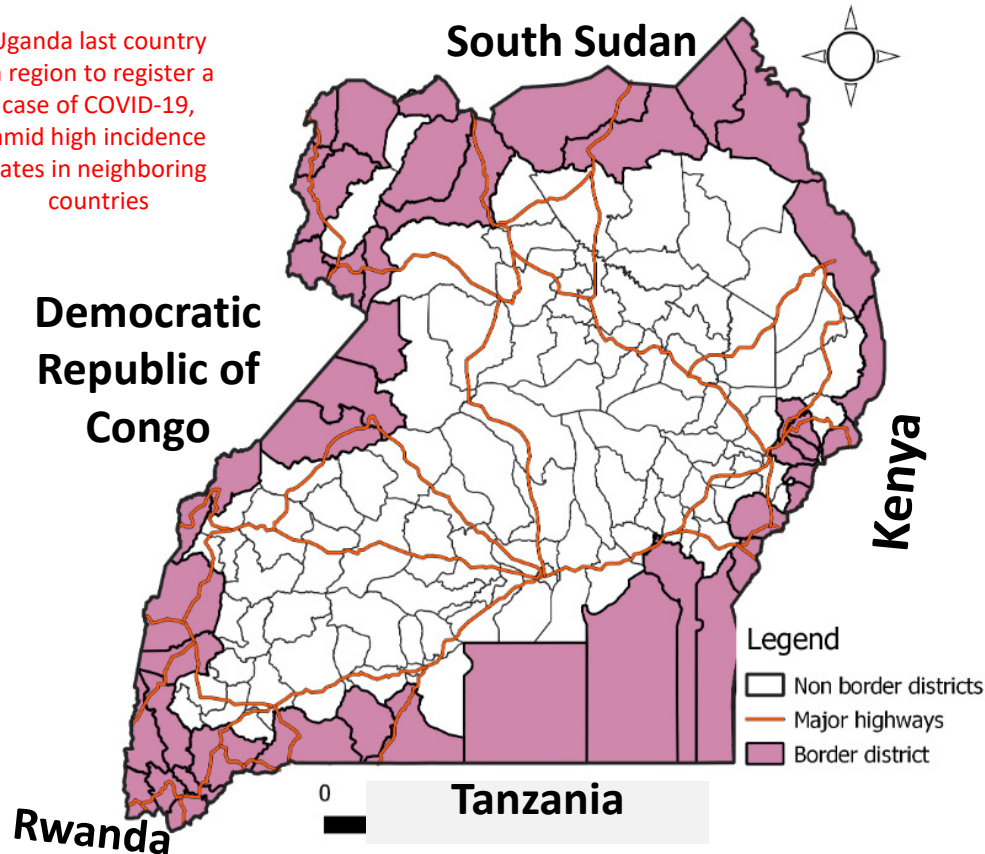 Uganda last country
region to register a
case of COVID-19,
amid high incidence
rates in neighboring
countries
South Sudan
Democratic
Republic of
Congo
Kenya
Legend
Non border districts
Major highways
Border district
0
Tanzania
Rwanda